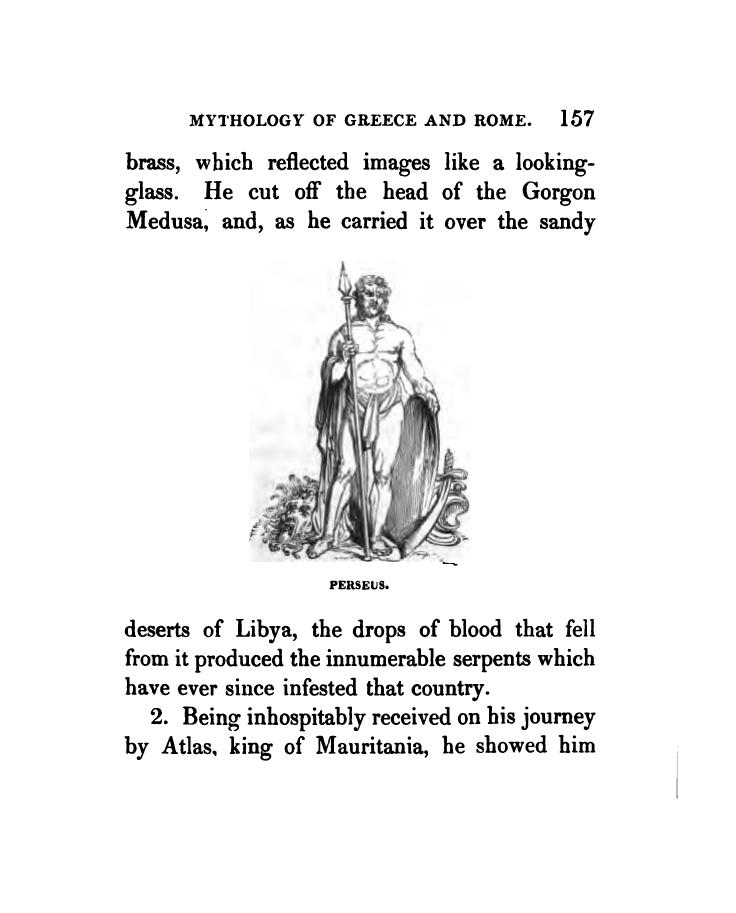 MYTHOLOGY OF GREECE AND ROME. 157
brass, which reflected images like a looking-
glass. He cut off the head of the Gorgon
Medusa, and, as he carried it over the sandy
PERSEUS.
deserts of Libya, the drops of blood that fell
from it produced the innumerable serpents which
have ever since infested that country.
2. Being inhospitably received on his journey
by Atlas, king of Mauritania, he showed him